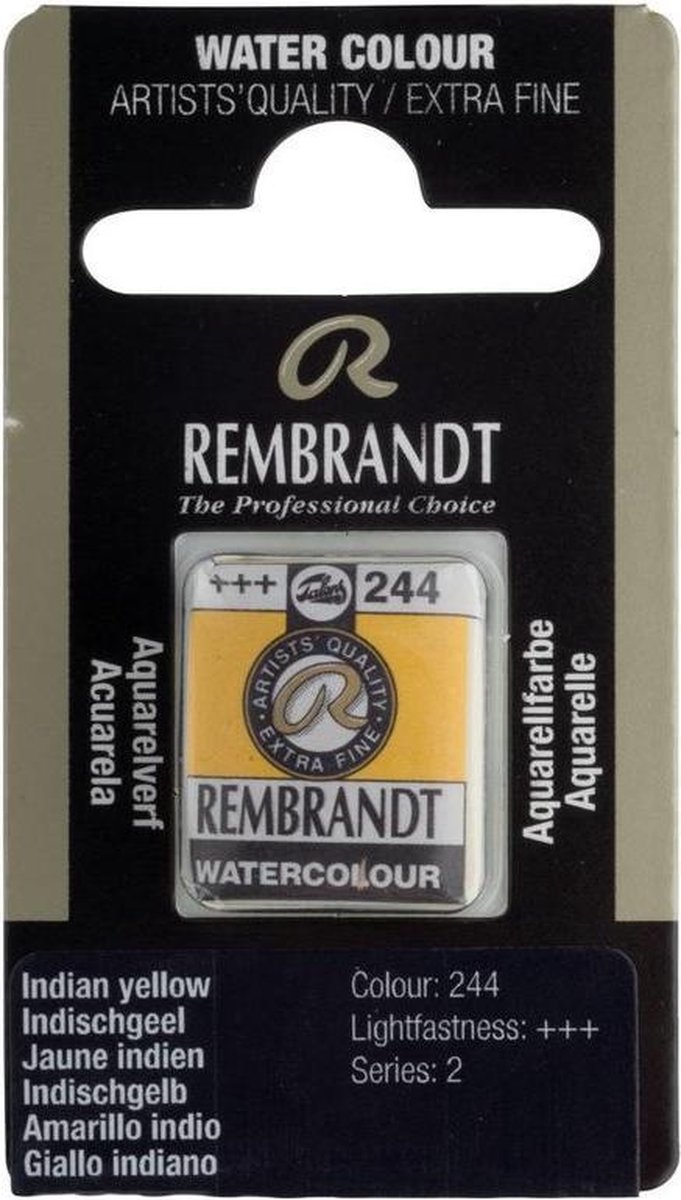 WATER COLOUR
ARTISTS' QUALITY / EXTRA FINE
R
REMBRANDT
The Professional Choice
+++ Talens 244
ARTISTS' QUALITY
R
EXTRA FINE
REMBRANDT
WATERCOLOUR
Aquarelverf
Acuarela
Aquarellfarbe
Aquarelle
Indian yellow
Indischgeel
Jaune indien
Indischgelb
Amarillo indio
Giallo indiano
Colour: 244
Lightfastness: +++
Series: 2